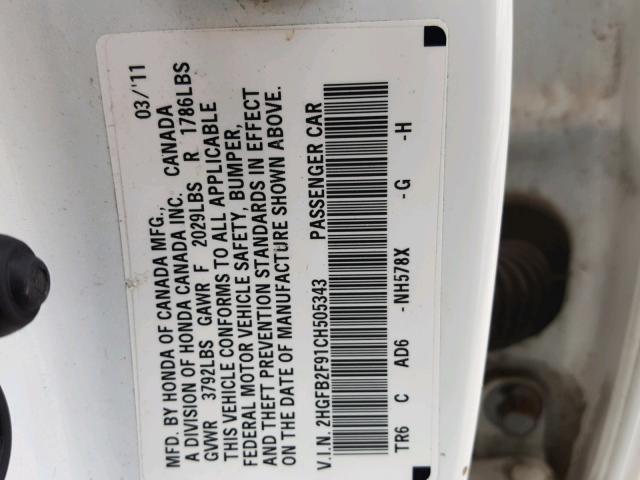 MFD. BY HONDA OF CANADA MFG., 03/'11
A DIVISION OF HONDA CANADA INC. CANADA
GVWR 3792LBS GAWR F 2029LBS R 1786LBS
THIS VEHICLE CONFORMS TO ALL APPLICABLE
FEDERAL MOTOR VEHICLE SAFETY, BUMPER,
AND THEFT PREVENTION STANDARDS IN EFFECT
ON THE DATE OF MANUFACTURE SHOWN ABOVE.
V.I.N. 2HGFB2F91CH505343 PASSENGER CAR
TR6 C AD6 -NH578X -G -H